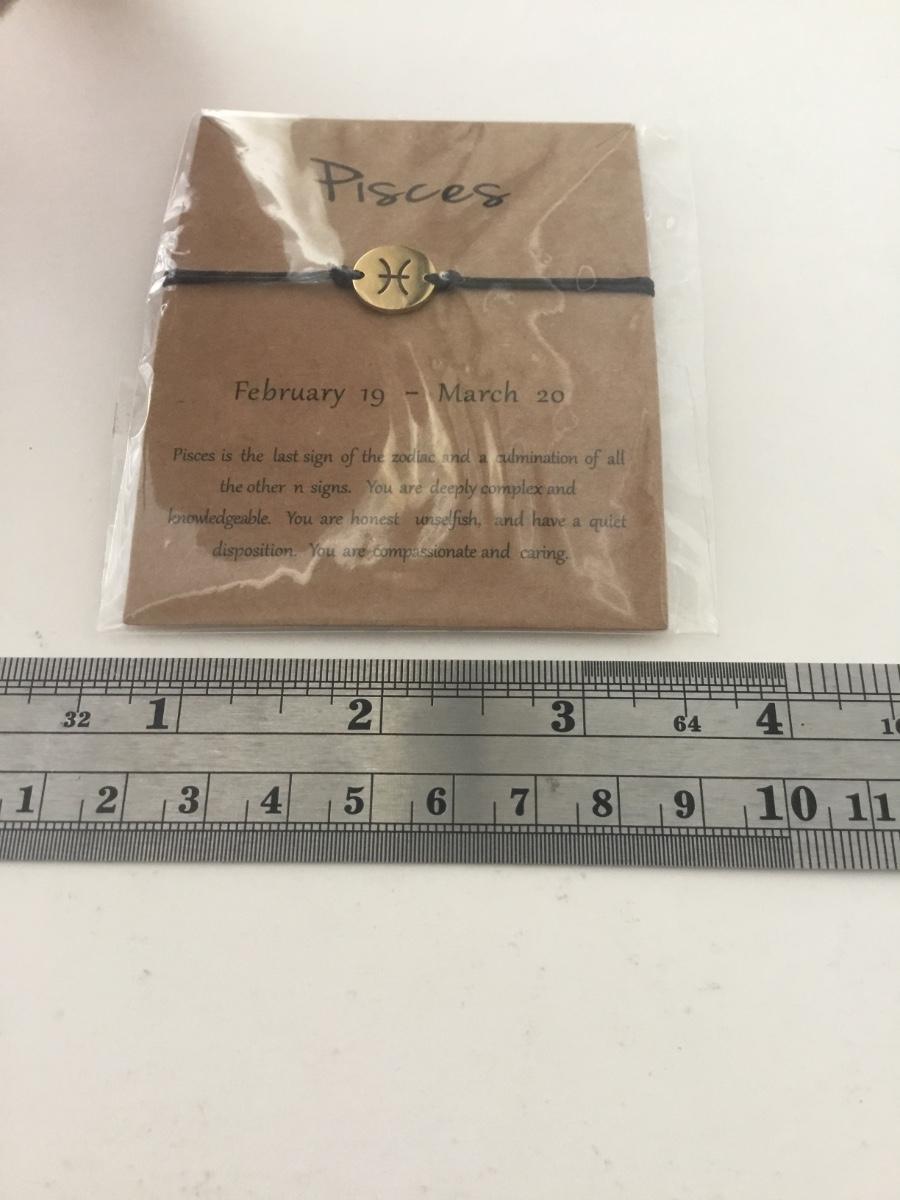 Pisces
February 19 - March 20
Pisces is the last sign of the zodiac and a culmination of all
the other n signs. You are deeply complex and
knowledgeable. You are honest unselfish, and have a quiet
disposition. You are compassionate and caring.
32 1 2 3 64 4
1 2 3 4 5 6 7 8 9 10 11